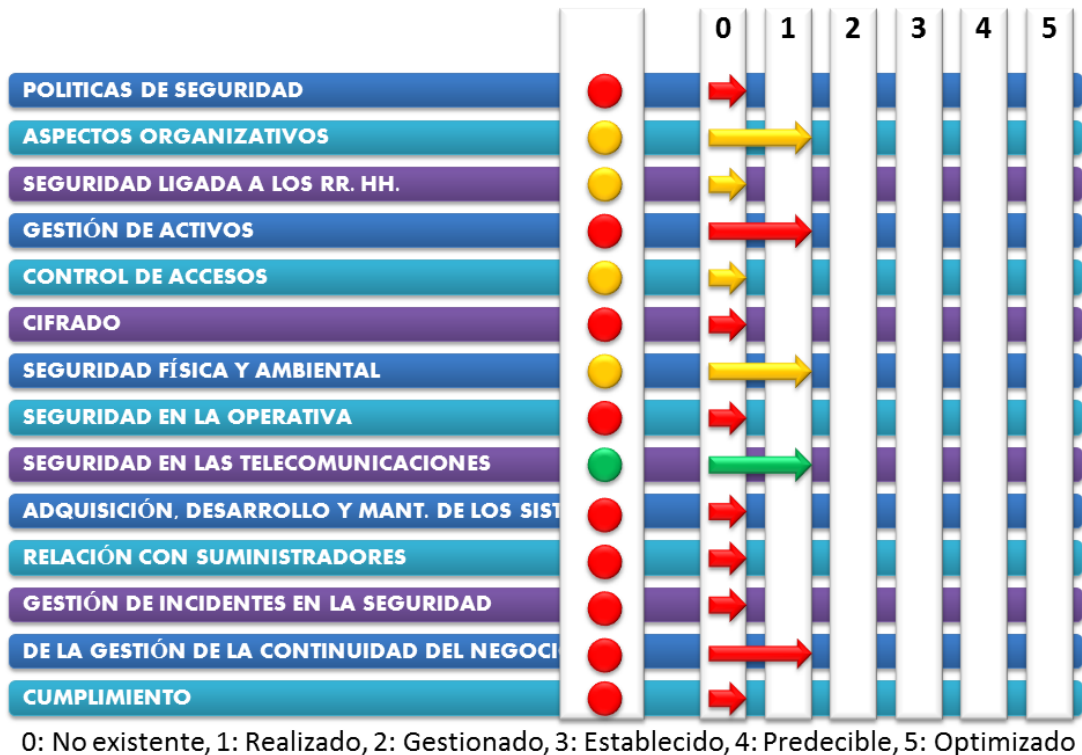 0 1 2 3 4 5
POLITICAS DE SEGURIDAD
ASPECTOS ORGANIZATIVOS
SEGURIDAD LIGADA A LOS RR. HH.
GESTIÓN DE ACTIVOS
CONTROL DE ACCESOS
CIFRADO
SEGURIDAD FÍSICA Y AMBIENTAL
SEGURIDAD EN LA OPERATIVA
SEGURIDAD EN LAS TELECOMUNICACIONES
ADQUISICIÓN, DESARROLLO Y MANT. DE LOS SIST
RELACIÓN CON SUMINISTRADORES
GESTIÓN DE INCIDENTES EN LA SEGURIDAD
DE LA GESTIÓN DE LA CONTINUIDAD DEL NEGOCI
CUMPLIMIENTO
0: No existente, 1: Realizado, 2: Gestionado, 3: Establecido, 4: Predecible, 5: Optimizado